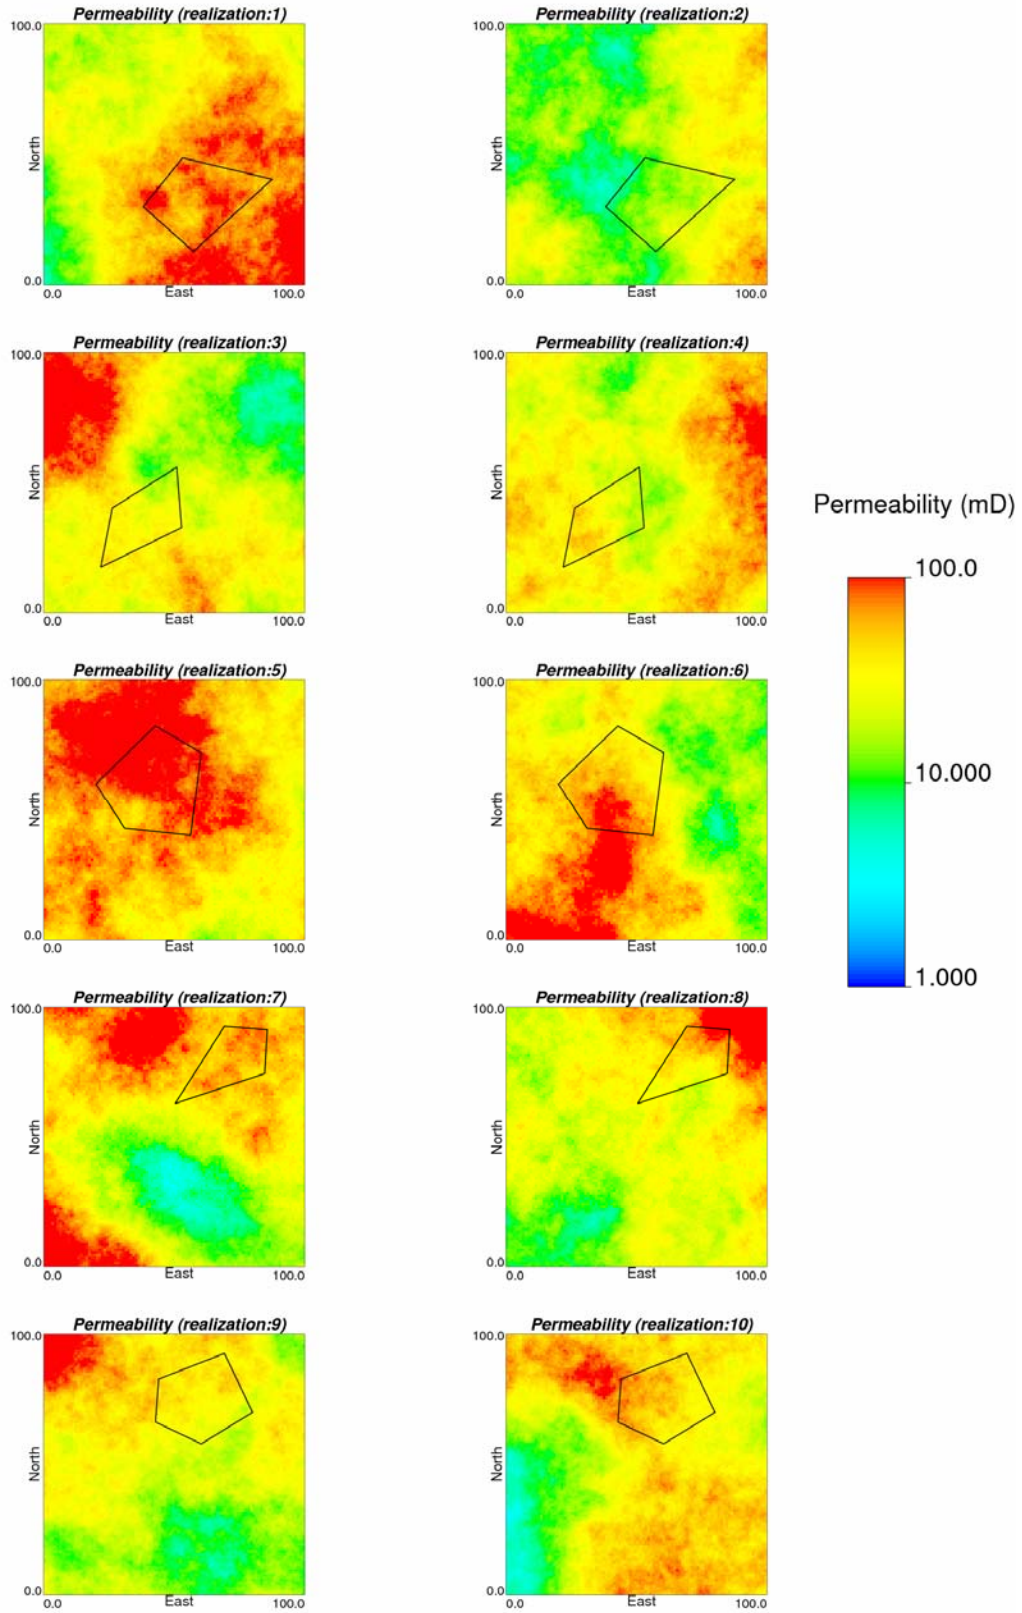 Permeability (realization:1)
100.0
North
0.0
0.0
East
100.0
Permeability (realization:2)
100.0
North
0.0
0.0
East
100.0
Permeability (realization:3)
100.0
North
0.0
0.0
East
100.0
Permeability (realization:4)
100.0
North
0.0
0.0
East
100.0
Permeability (mD)
100.0
10.000
1.000
Permeability (realization:5)
100.0
North
0.0
0.0
East
100.0
Permeability (realization:6)
100.0
North
0.0
0.0
East
100.0
Permeability (realization:7)
100.0
North
0.0
0.0
East
100.0
Permeability (realization:8)
100.0
North
0.0
0.0
East
100.0
Permeability (realization:9)
100.0
North
0.0
0.0
East
100.0
Permeability (realization:10)
100.0
North
0.0
0.0
East
100.0